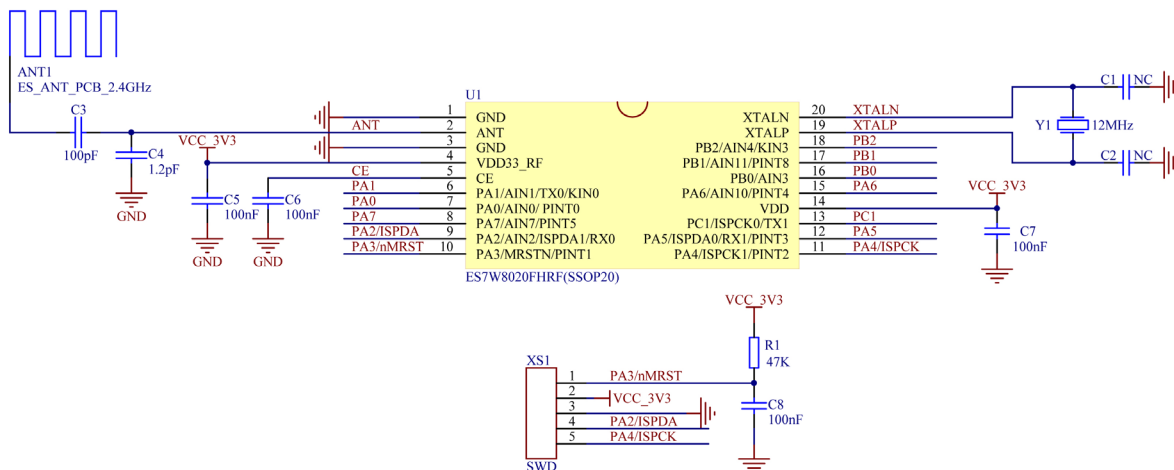 ANT1
ES_ANT_PCB_2.4GHz
C3
100pF
C4
1.2pF
GND
VCC_3V3
C5
100nF
GND
CE
C6
100nF
GND
ANT
PA1
PA0
PA7
PA2/ISPDA
PA3/nMRST
U1
1 GND
2 ANT
3 GND
4 VDD33_RF
5 CE
6 PA1/AIN1/TX0/KIN0
7 PA0/AIN0/ PINT0
8 PA7/AIN7/PINT5
9 PA2/AIN2/ISPDA1/RX0
10 PA3/MRSTN/PINT1
XTALN 20 XTALN
XTALP 19 XTALP
PB2/AIN4/KIN3 18 PB2
PB1/AIN11/PINT8 17 PB1
PB0/AIN3 16 PB0
PA6/AIN10/PINT4 15 PA6
VDD 14
PC1/ISPCK0/TX1 13 PC1
PA5/ISPDA0/RX1/PINT3 12 PA5
PA4/ISPCK1/PINT2 11 PA4/ISPCK
ES7W8020FHRF(SSOP20)
C1 NC
Y1 12MHz
C2 NC
VCC_3V3
C7
100nF
VCC_3V3
R1
47K
C8
100nF
XS1
1 PA3/nMRST
2 VCC_3V3
3
4 PA2/ISPDA
5 PA4/ISPCK
SWD